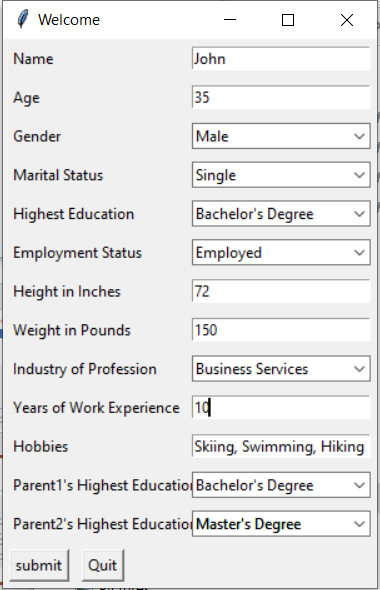 Welcome
Name John
Age 35
Gender Male
Marital Status Single
Highest Education Bachelor's Degree
Employment Status Employed
Height in Inches 72
Weight in Pounds 150
Industry of Profession Business Services
Years of Work Experience 10
Hobbies Skiing, Swimming, Hiking
Parent1's Highest Education Bachelor's Degree
Parent2's Highest Education Master's Degree
submit Quit